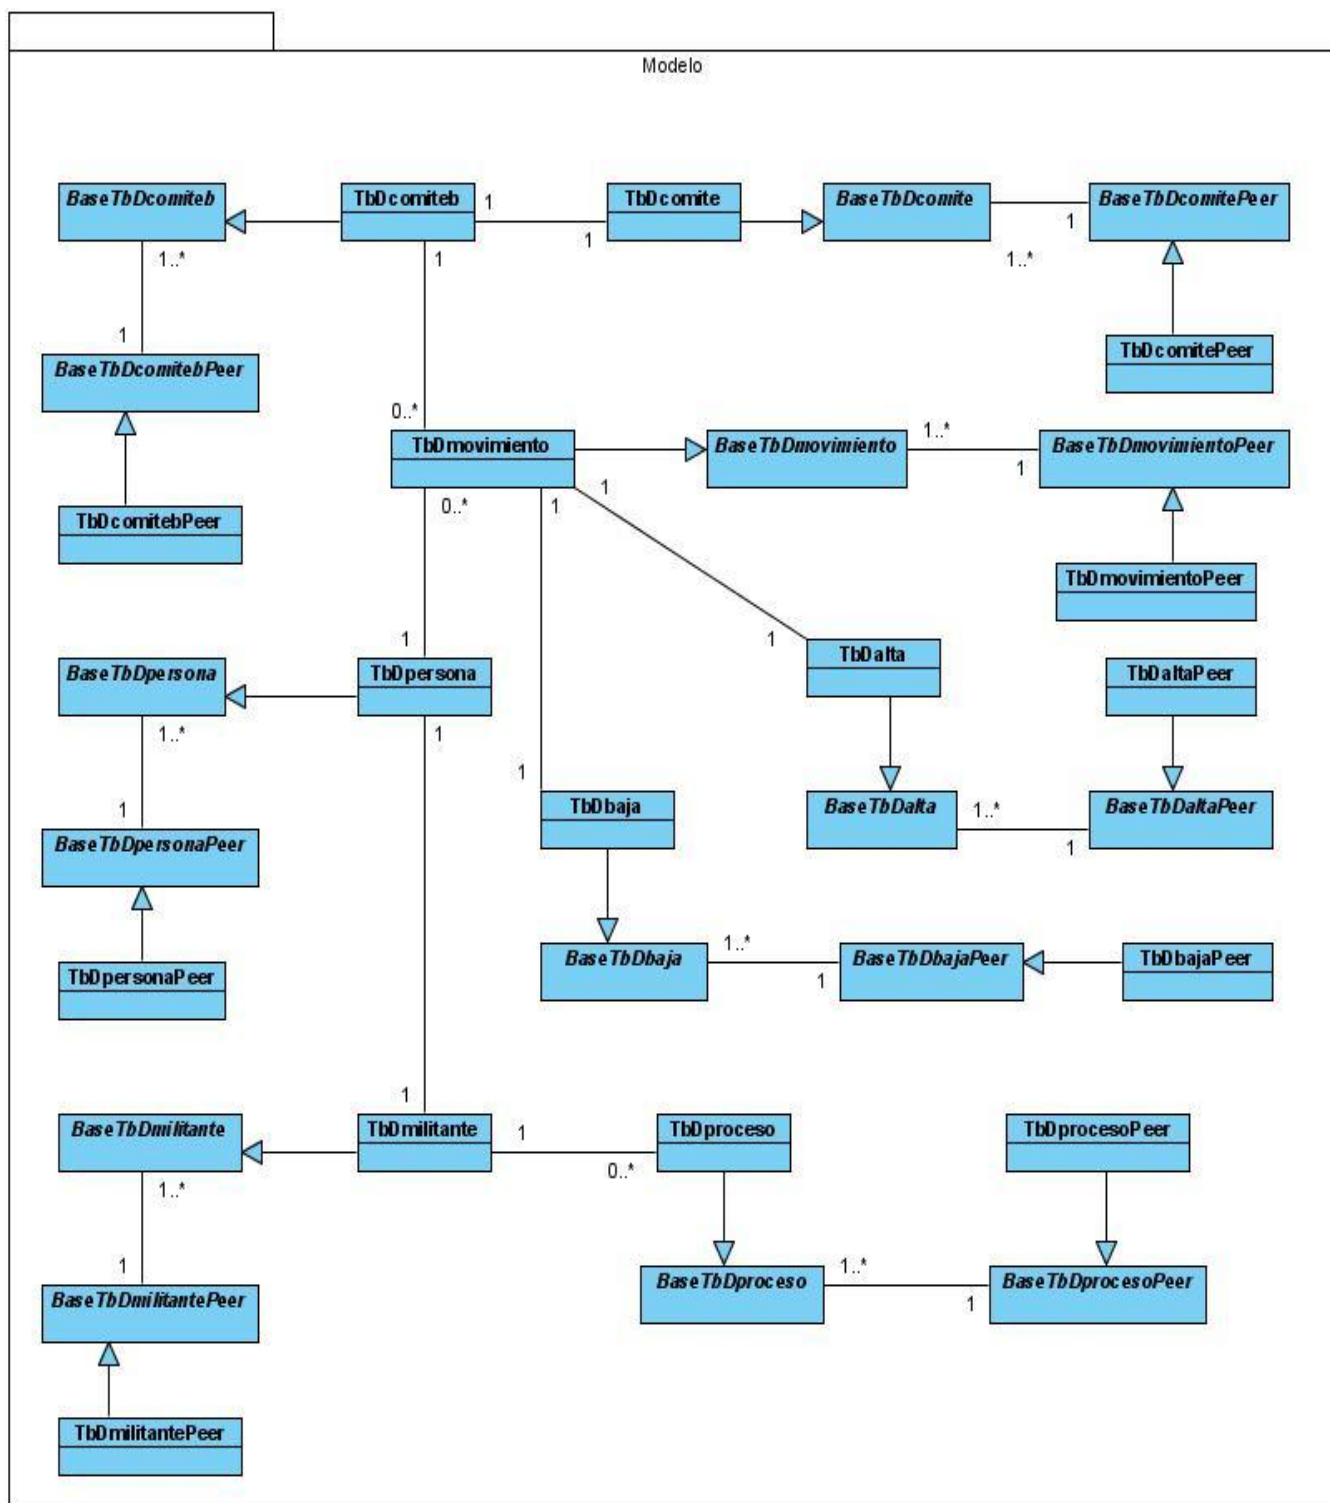 Modelo
BaseTbDcomiteb
TbDcomiteb
1
1
TbDcomite
BaseTbDcomite
1..*
1
BaseTbDcomitePeer
1..*
1
1
BaseTbDcomitebPeer
TbDcomitePeer
0..*
TbDmovimiento
BaseTbDmovimiento
1..*
1
BaseTbDmovimientoPeer
TbDcomitebPeer
0..*
1
1
TbDmovimientoPeer
1
1
BaseTbDpersona
TbDpersona
TbDalta
TbDaltaPeer
1..*
1
1
1
BaseTbDpersonaPeer
TbDbaja
BaseTbDalta
1..*
1
BaseTbDaltaPeer
TbDpersonaPeer
BaseTbDbaja
1..*
1
BaseTbDbajaPeer
TbDbajaPeer
1
BaseTbDmilitante
TbDmilitante
1
0..*
TbDproceso
TbDprocesoPeer
1..*
1
BaseTbDmilitantePeer
BaseTbDproceso
1..*
1
BaseTbDprocesoPeer
TbDmilitantePeer